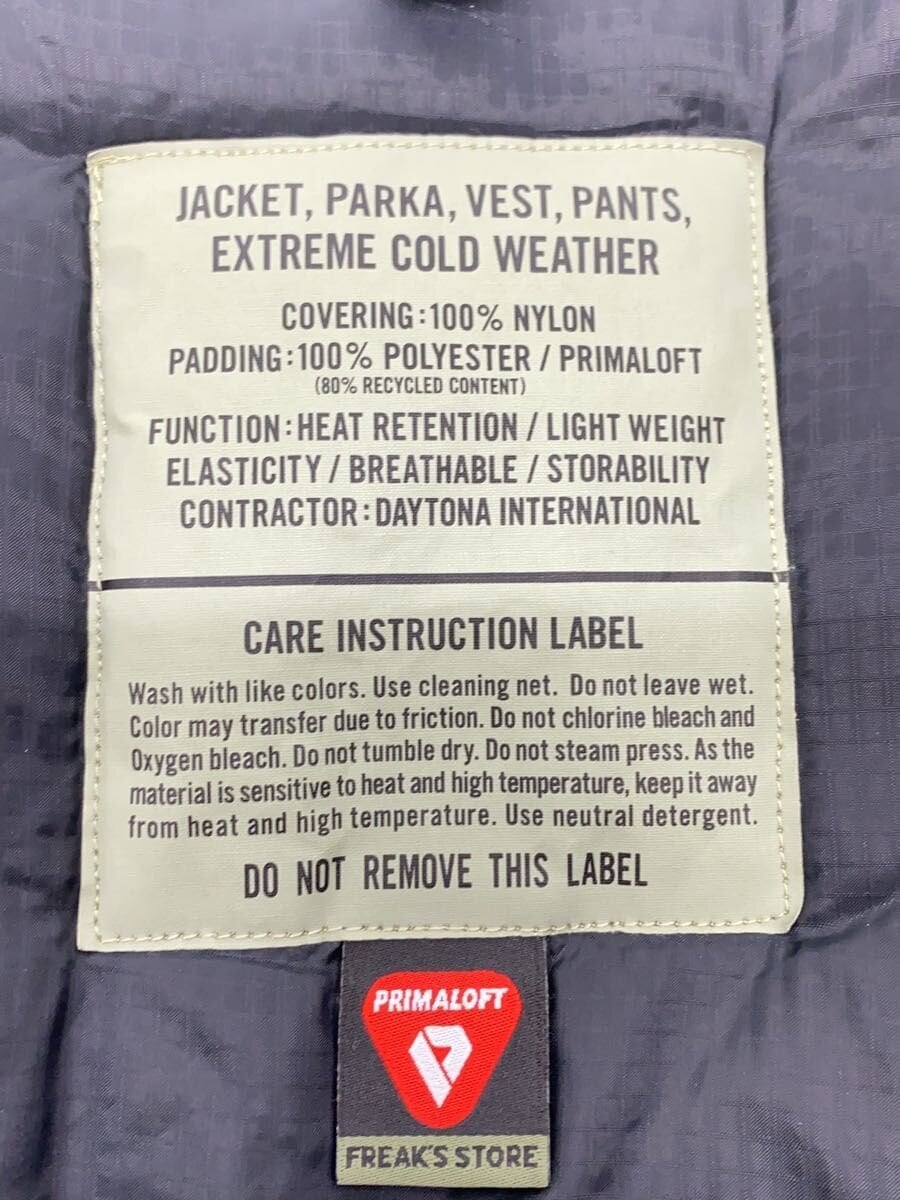 JACKET, PARKA, VEST, PANTS,
EXTREME COLD WEATHER
COVERING:100% NYLON
PADDING:100% POLYESTER / PRIMALOFT
(80% RECYCLED CONTENT)
FUNCTION:HEAT RETENTION / LIGHT WEIGHT
ELASTICITY / BREATHABLE / STORABILITY
CONTRACTOR:DAYTONA INTERNATIONAL
CARE INSTRUCTION LABEL
Wash with like colors. Use cleaning net. Do not leave wet.
Color may transfer due to friction. Do not chlorine bleach and
Oxygen bleach. Do not tumble dry. Do not steam press. As the
material is sensitive to heat and high temperature, keep it away
from heat and high temperature. Use neutral detergent.
DO NOT REMOVE THIS LABEL
PRIMALOFT
FREAK'S STORE